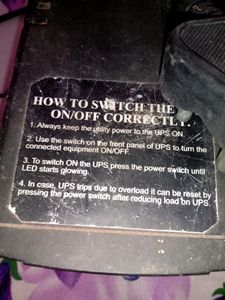 HOW TO SWITCH THE
ON/OFF CORRECTLY
1. Always keep the utility power to the UPS ON.
2. Use the switch on the front panel of UPS to turn the
connected equipment ON/OFF.
3. To switch ON the UPS press the power switch until
LED starts glowing.
4. In case, UPS trips due to overload it can be reset by
pressing the power switch after reducing load on UPS.